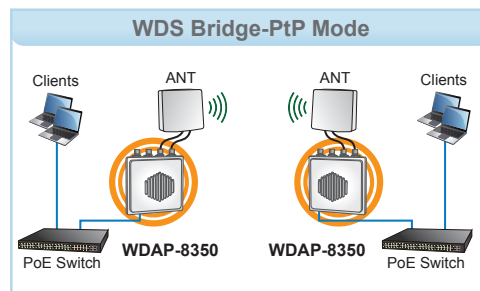 WDS Bridge-PtP Mode
Clients
ANT
ANT
Clients
WDAP-8350
WDAP-8350
PoE Switch
PoE Switch